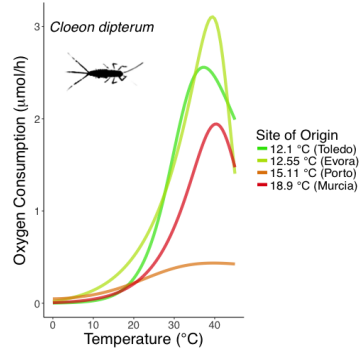 Cloeon dipterum
Oxygen Consumption (μmol/h)
3
2
1
0
0 10 20 30 40
Temperature (°C)
Site of Origin
12.1 °C (Toledo)
12.55 °C (Evora)
15.11 °C (Porto)
18.9 °C (Murcia)